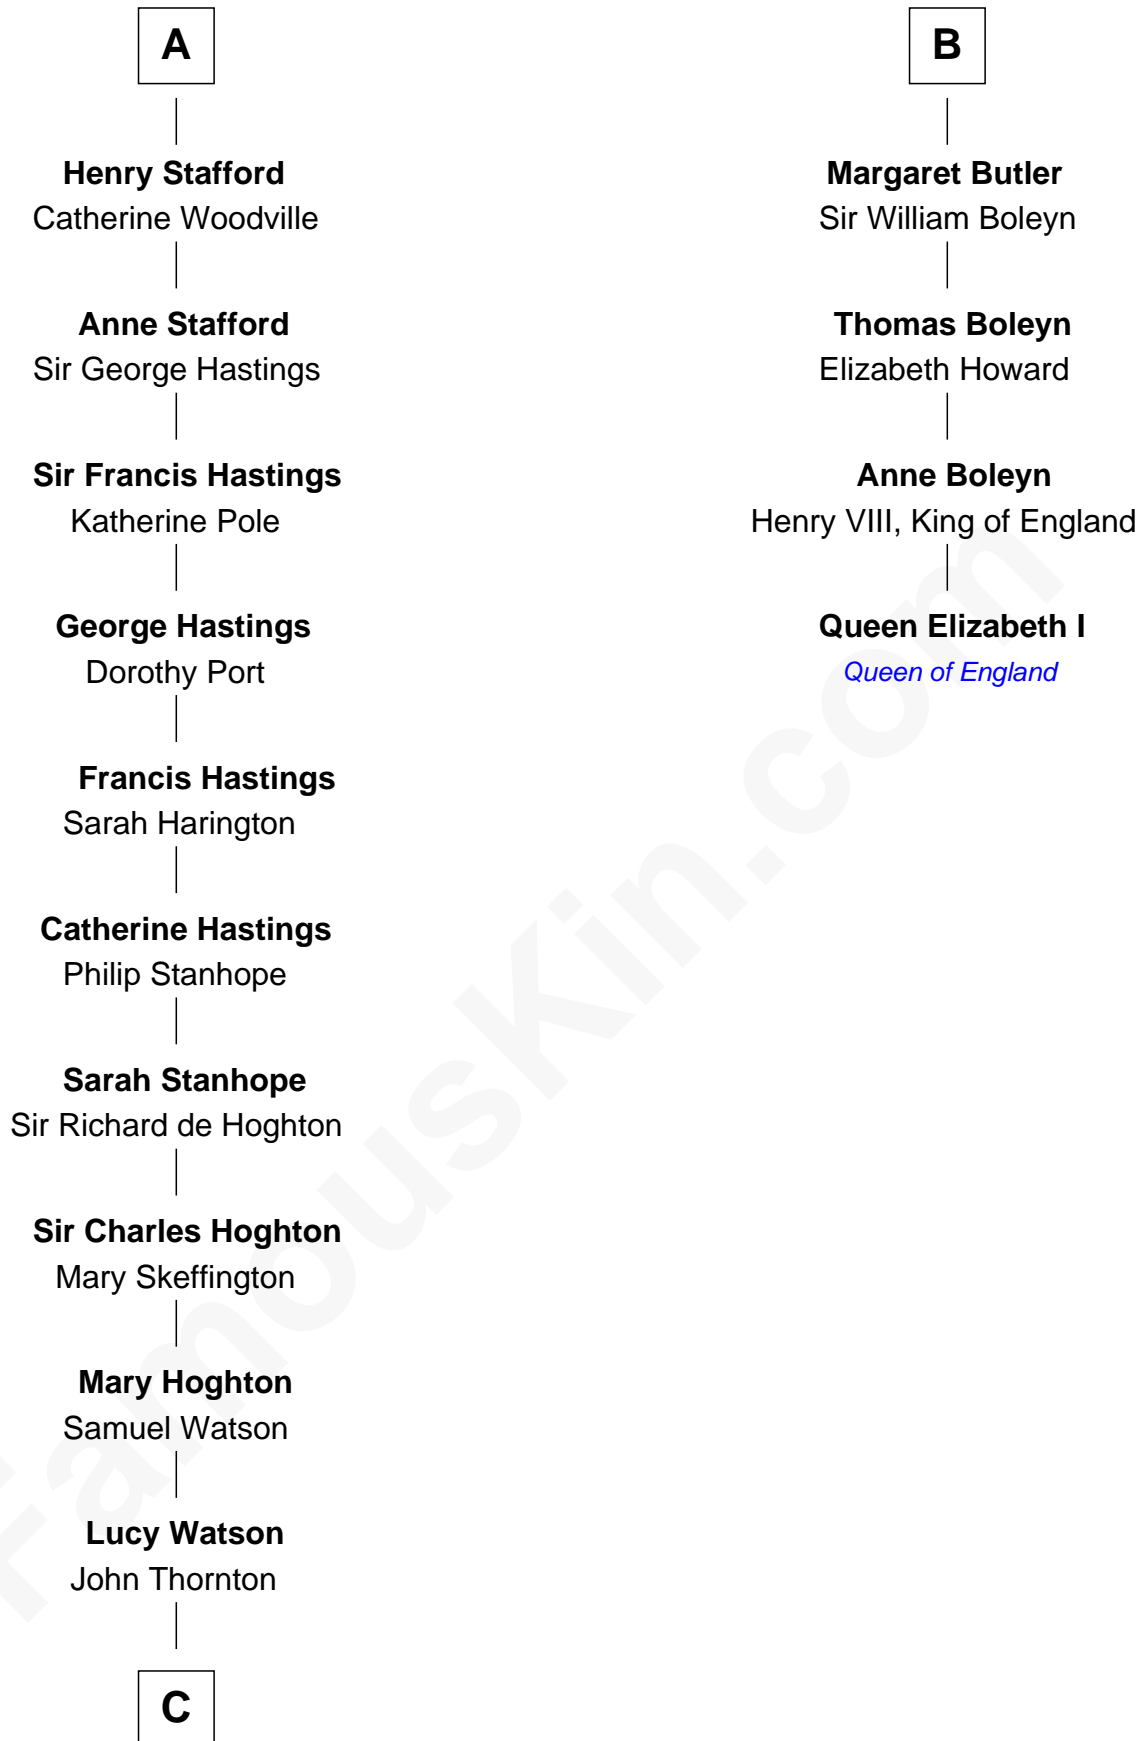 A
Henry Stafford
Catherine Woodville
Anne Stafford
Sir George Hastings
Sir Francis Hastings
Katherine Pole
George Hastings
Dorothy Port
Francis Hastings
Sarah Harington
Catherine Hastings
Philip Stanhope
Sarah Stanhope
Sir Richard de Hoghton
Sir Charles Hoghton
Mary Skeffington
Mary Hoghton
Samuel Watson
Lucy Watson
John Thornton
C
B
Margaret Butler
Sir William Boleyn
Thomas Boleyn
Elizabeth Howard
Anne Boleyn
Henry VIII, King of England
Queen Elizabeth I
Queen of England
FamousKin.com